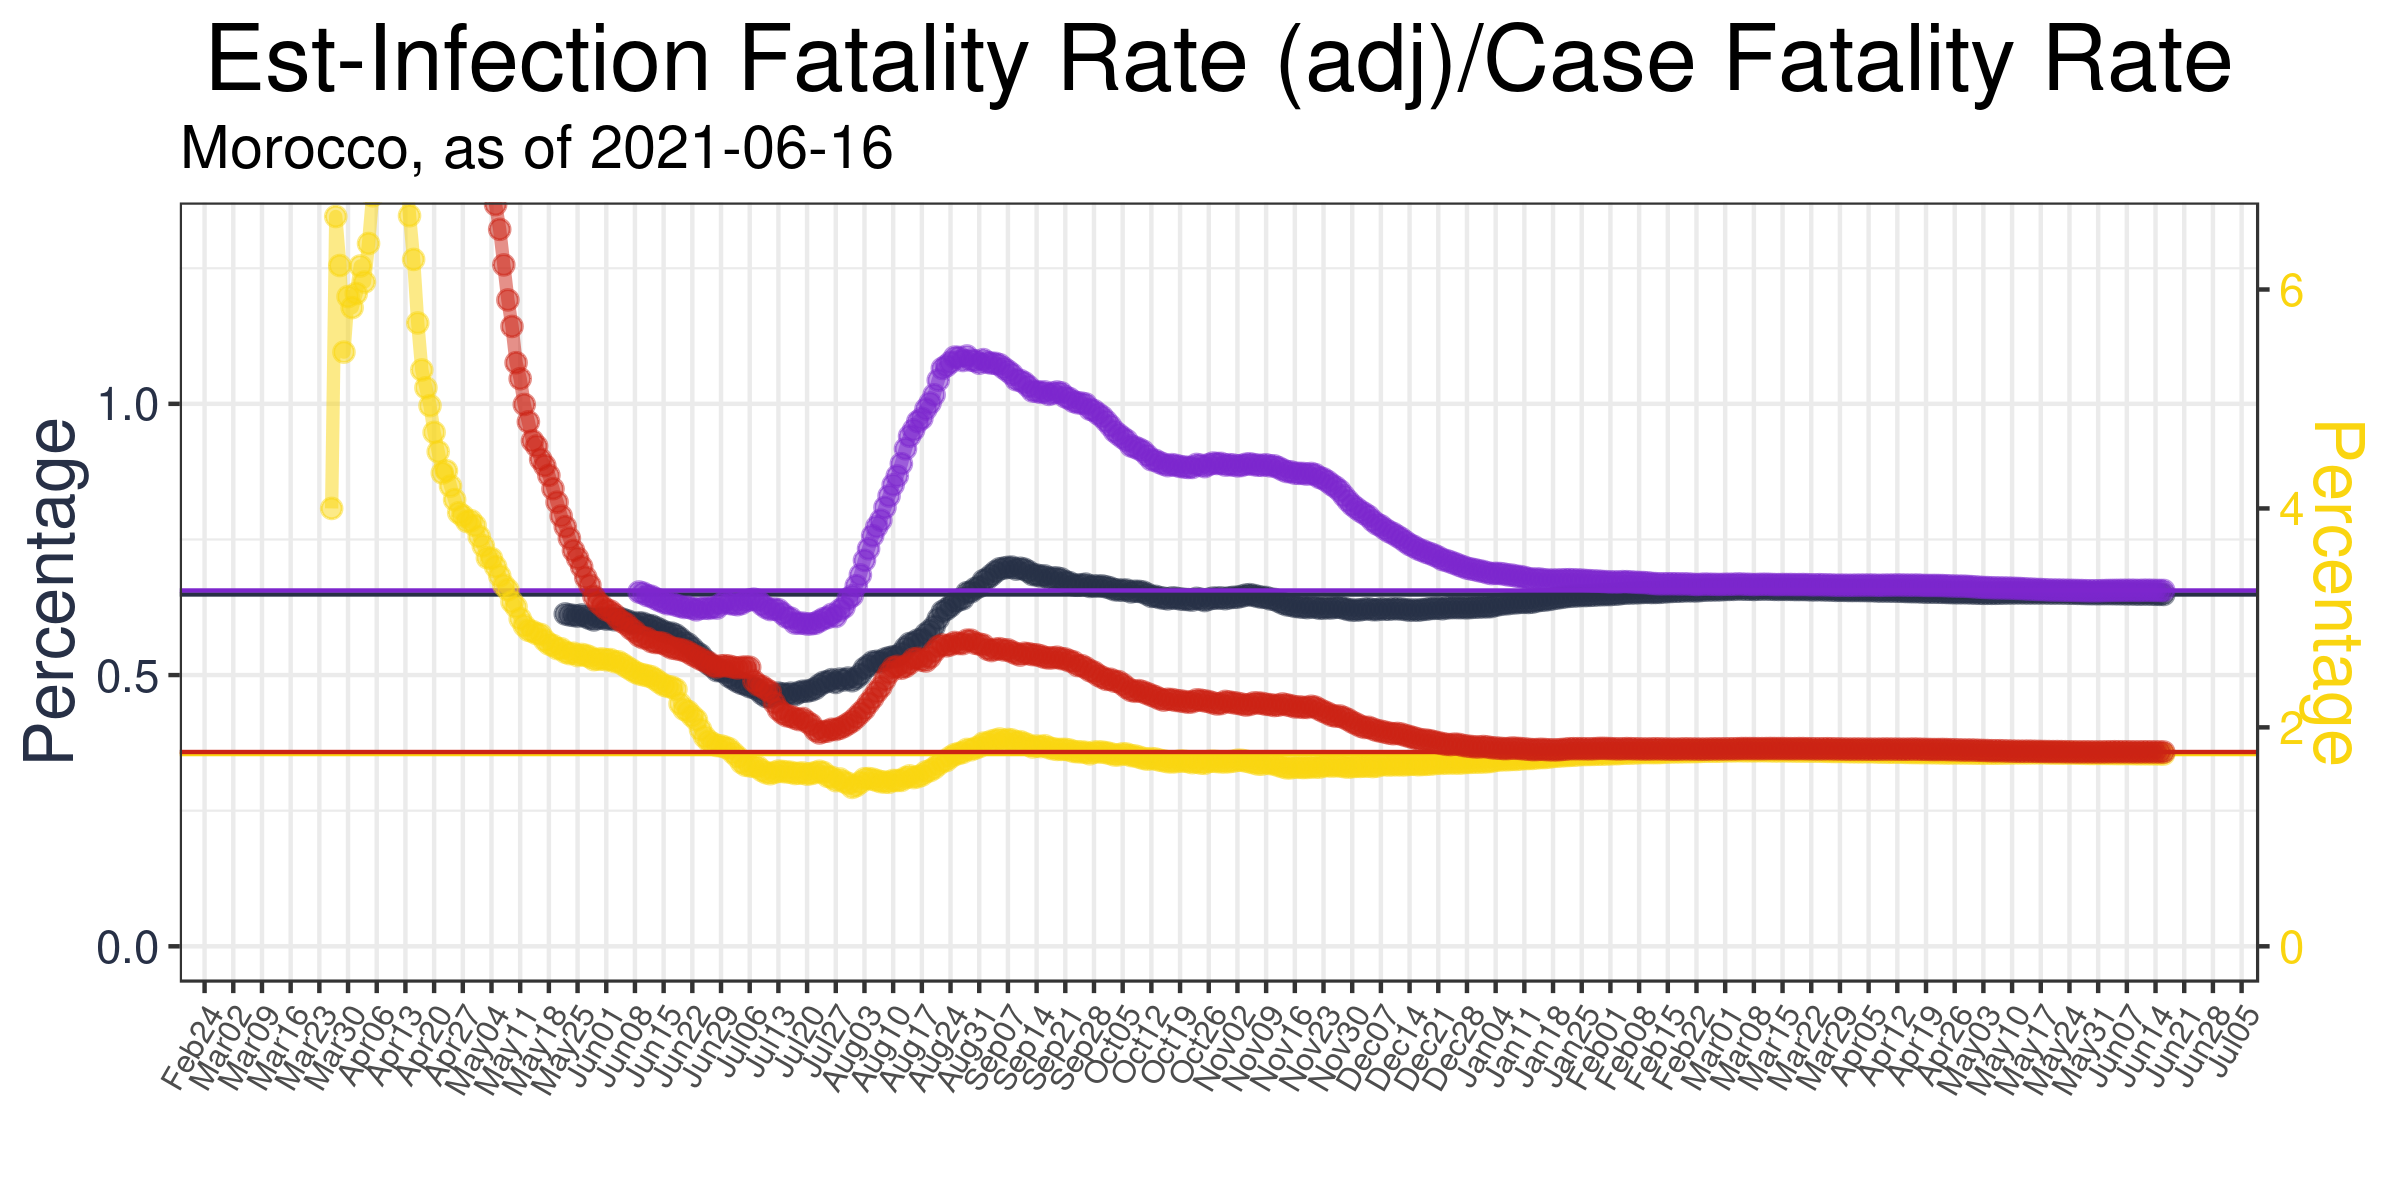 Est-Infection Fatality Rate (adj)/Case Fatality Rate
Morocco, as of 2021-06-16
Percentage
1.0
0.5
0.0
6
4
2
0
Percentage
Feb24
Mar02
Mar09
Mar16
Mar23
Mar30
Apr06
Apr13
Apr20
Apr27
May04
May11
May18
May25
Jun01
Jun08
Jun15
Jun22
Jun29
Jul06
Jul13
Jul20
Jul27
Aug03
Aug10
Aug17
Aug24
Aug31
Sep07
Sep14
Sep21
Sep28
Oct05
Oct12
Oct19
Oct26
Nov02
Nov09
Nov16
Nov23
Nov30
Dec07
Dec14
Dec21
Dec28
Jan04
Jan11
Jan18
Jan25
Feb01
Feb08
Feb15
Feb22
Mar01
Mar08
Mar15
Mar22
Mar29
Apr05
Apr12
Apr19
Apr26
May03
May10
May17
May24
May31
Jun07
Jun14
Jun21
Jun28
Jul05